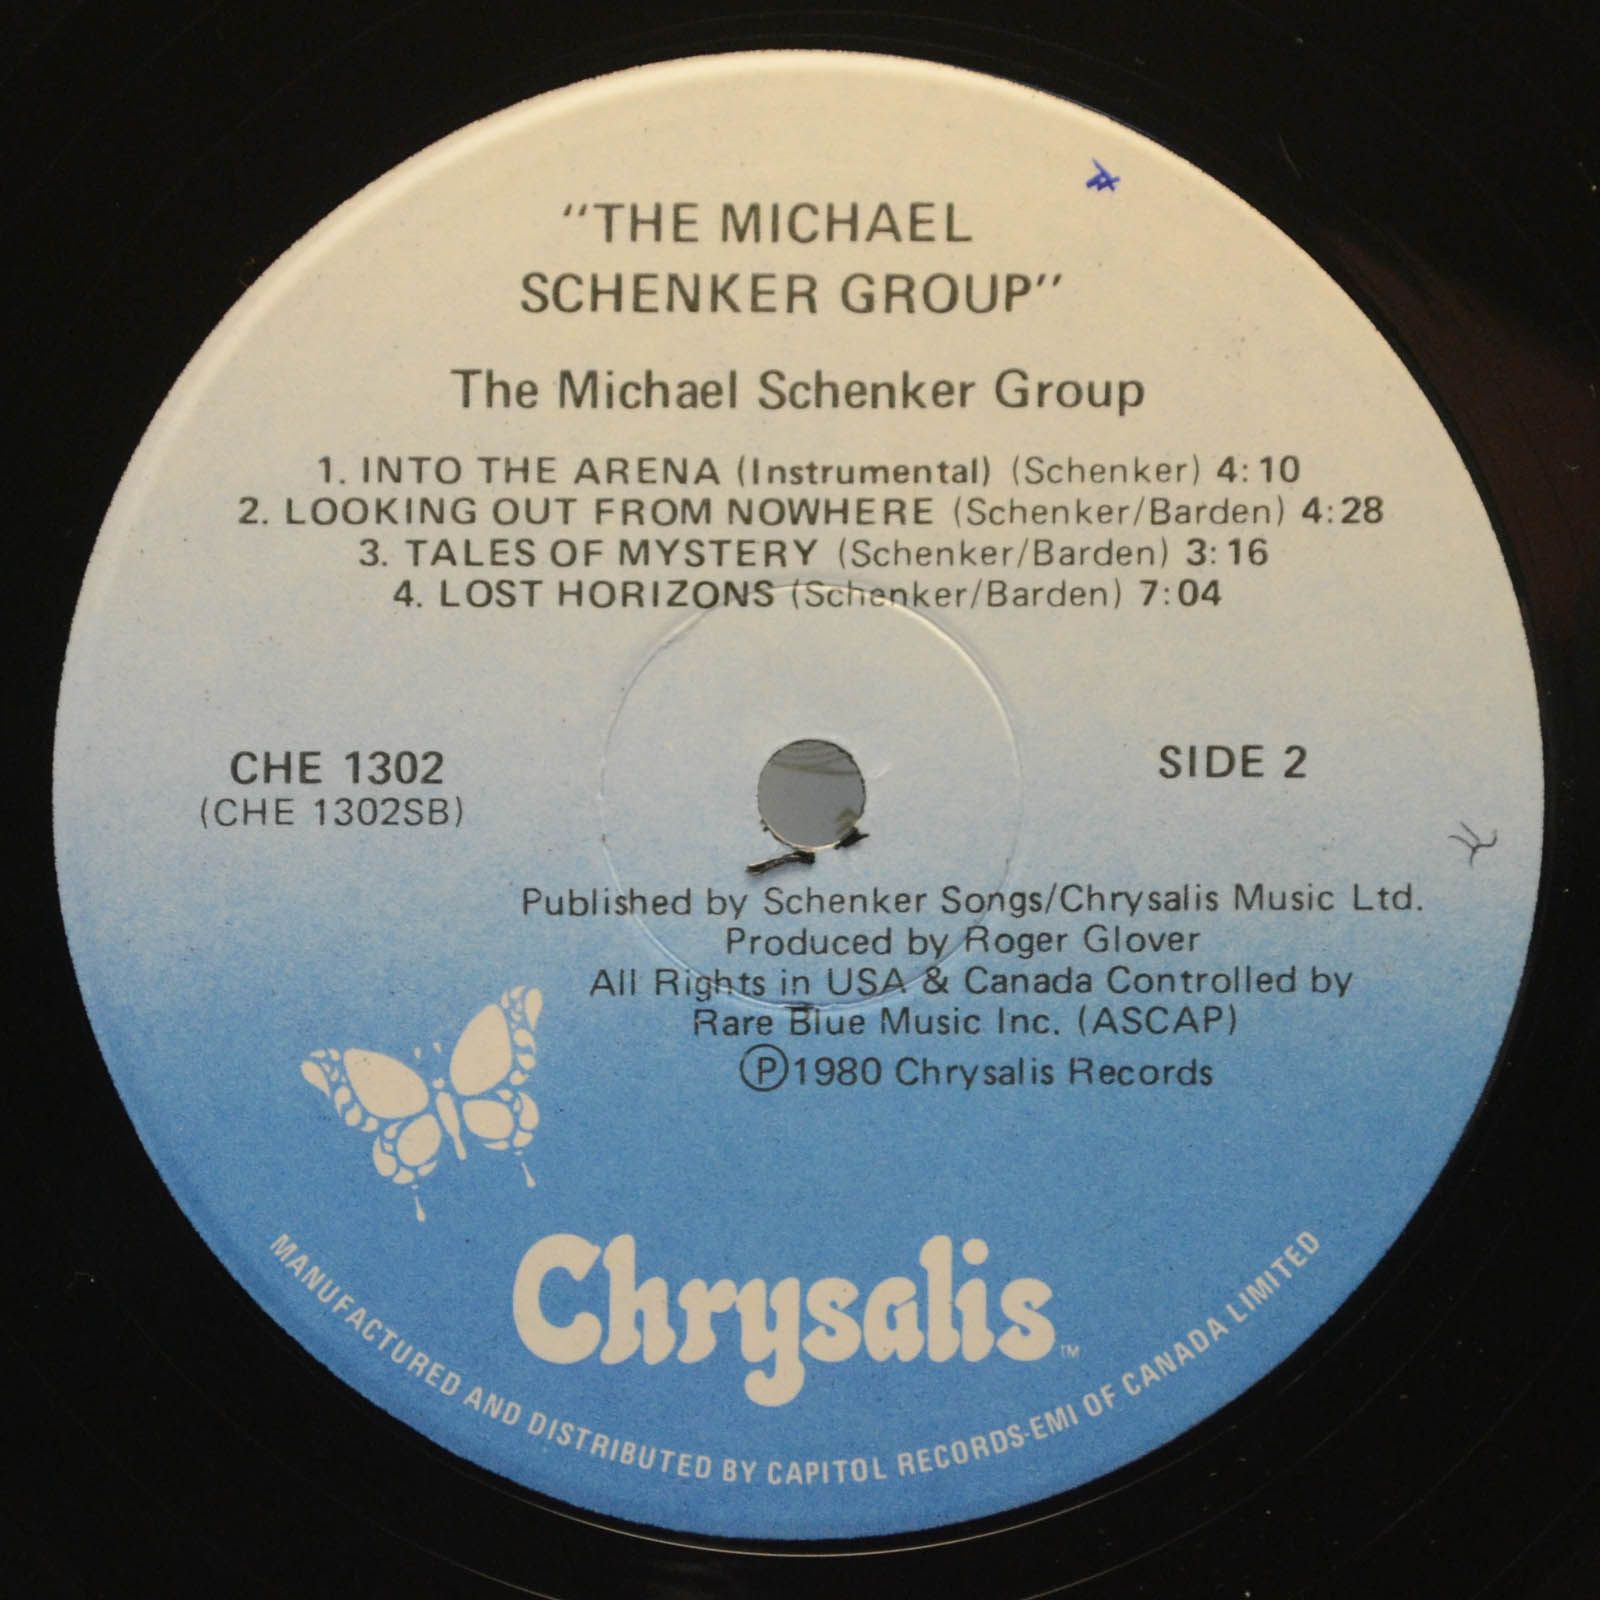 "THE MICHAEL
SCHENKER GROUP"
The Michael Schenker Group
1. INTO THE ARENA (Instrumental) (Schenker) 4:10
2. LOOKING OUT FROM NOWHERE (Schenker/Barden) 4:28
3. TALES OF MYSTERY (Schenker/Barden) 3:16
4. LOST HORIZONS (Schenker/Barden) 7:04
CHE 1302
(CHE 1302SB)
SIDE 2
Published by Schenker Songs/Chrysalis Music Ltd.
Produced by Roger Glover
All Rights in USA & Canada Controlled by
Rare Blue Music Inc. (ASCAP)
Ⓟ1980 Chrysalis Records
Chrysalis™
MANUFACTURED AND DISTRIBUTED BY CAPITOL RECORDS-EMI OF CANADA LIMITED